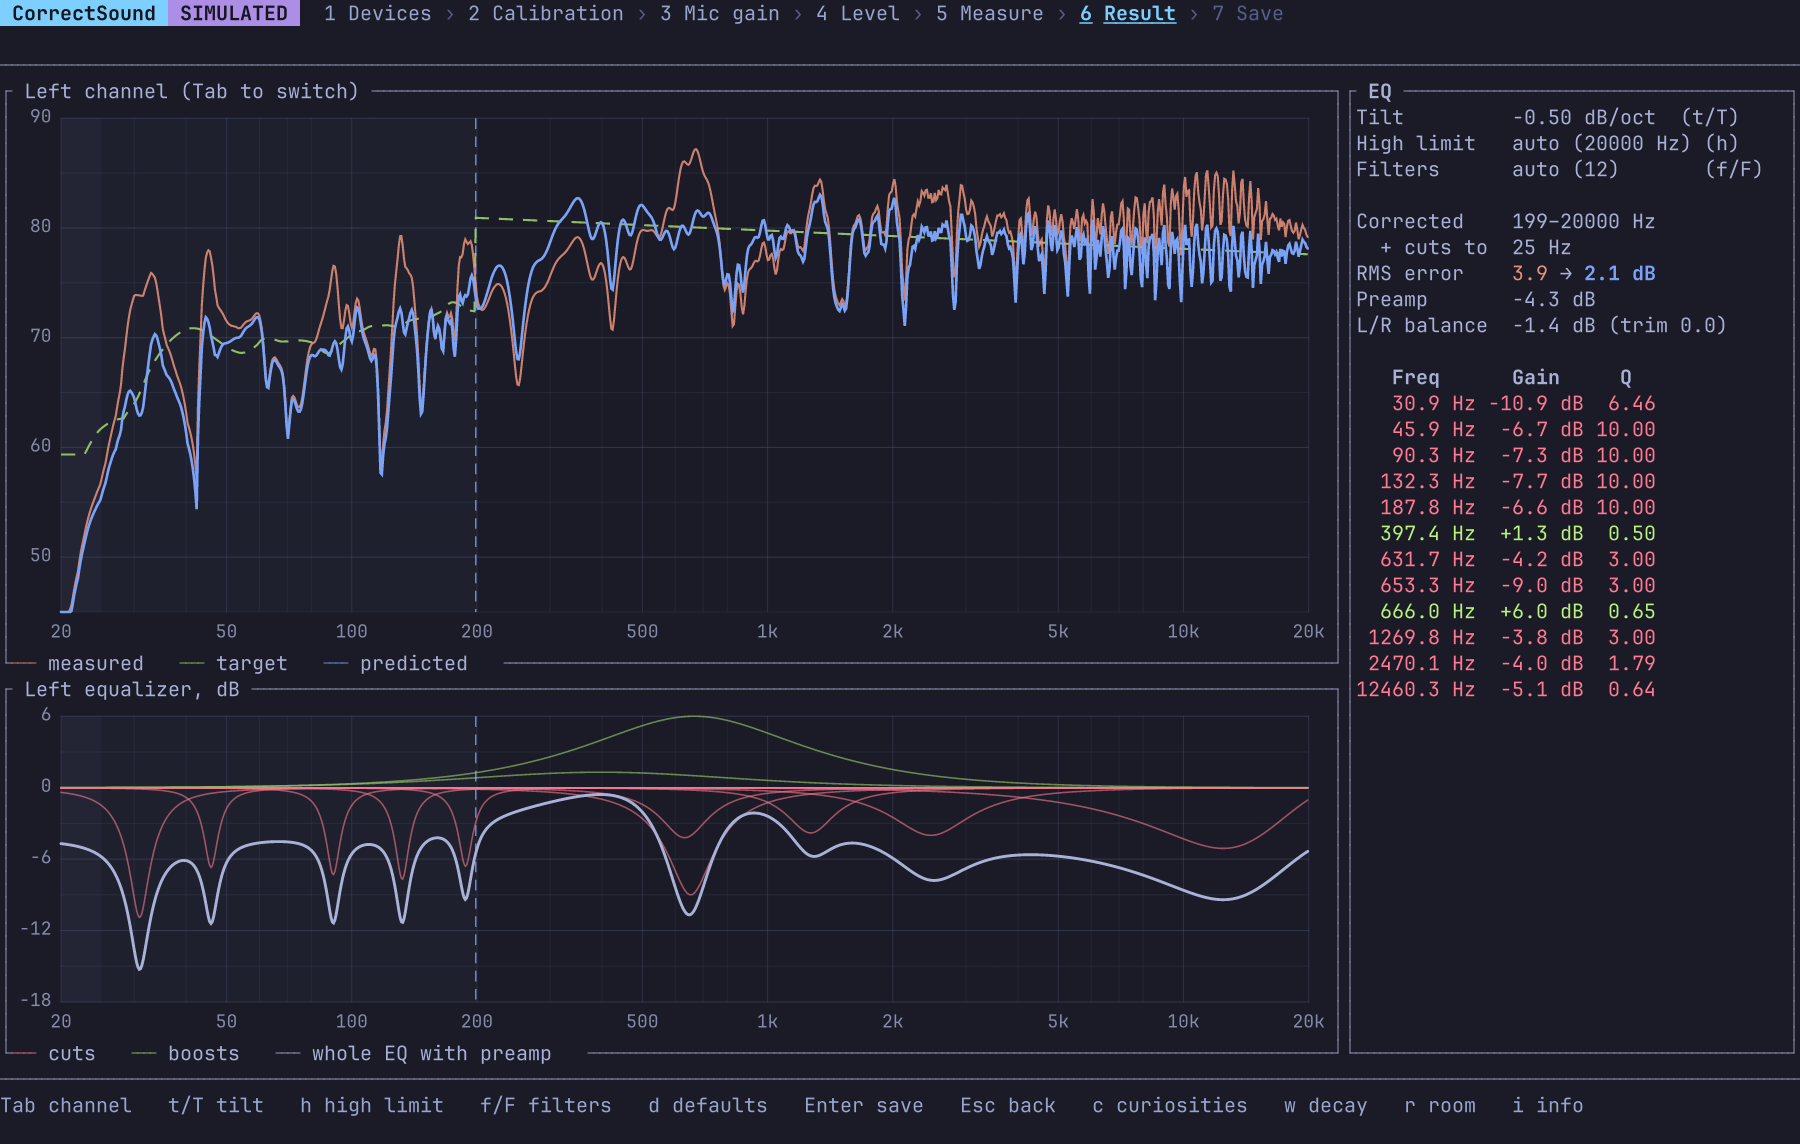 CorrectSound SIMULATED 1 Devices › 2 Calibration › 3 Mic gain › 4 Level › 5 Measure › 6 Result › 7 Save
Left channel (Tab to switch)
90
80
70
60
50
20 50 100 200 500 1k 2k 5k 10k 20k
measured target predicted
Left equalizer, dB
6
0
-6
-12
-18
20 50 100 200 500 1k 2k 5k 10k 20k
cuts boosts whole EQ with preamp
EQ
Tilt -0.50 dB/oct (t/T)
High limit auto (20000 Hz) (h)
Filters auto (12) (f/F)
Corrected 199–20000 Hz
+ cuts to 25 Hz
RMS error 3.9 → 2.1 dB
Preamp -4.3 dB
L/R balance -1.4 dB (trim 0.0)
Freq Gain Q
30.9 Hz -10.9 dB 6.46
45.9 Hz -6.7 dB 10.00
90.3 Hz -7.3 dB 10.00
132.3 Hz -7.7 dB 10.00
187.8 Hz -6.6 dB 10.00
397.4 Hz +1.3 dB 0.50
631.7 Hz -4.2 dB 3.00
653.3 Hz -9.0 dB 3.00
666.0 Hz +6.0 dB 0.65
1269.8 Hz -3.8 dB 3.00
2470.1 Hz -4.0 dB 1.79
12460.3 Hz -5.1 dB 0.64
Tab channel t/T tilt h high limit f/F filters d defaults Enter save Esc back c curiosities w decay r room i info